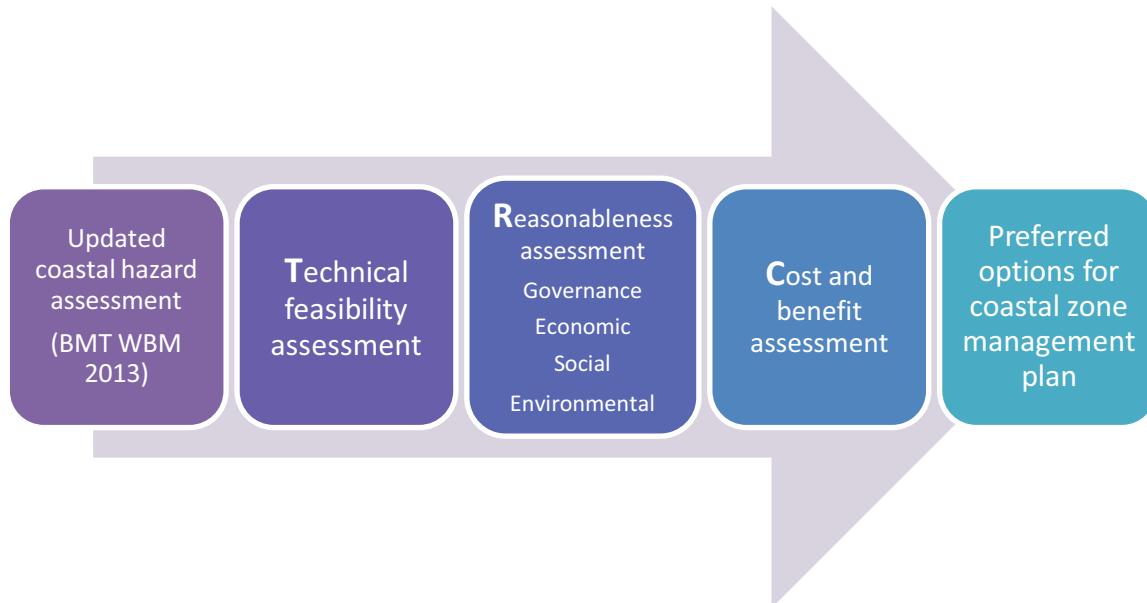 Updated
coastal hazard
assessment
(BMT WBM
2013)
Technical
feasibility
assessment
Reasonableness
assessment
Governance
Economic
Social
Environmental
Cost and
benefit
assessment
Preferred
options for
coastal zone
management
plan